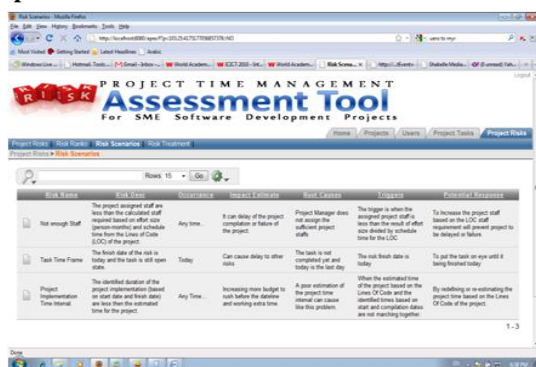 Risk Scenarios - Mozilla Firefox
File Edit View History Bookmarks Tools Help
Most Visited Getting Started Latest Headlines Arabic
Logout
RISK
PROJECT TIME MANAGEMENT
Assessment Tool
For SME Software Development Projects
Home Projects Users Project Tasks Project Risks
Project Risks Risk Ranks Risk Scenarios Risk Treatment
Project Risks > Risk Scenarios
Rows 15 Go
Risk Name Risk Desc Occurrance Impact Estimate Root Causes Triggers Potential Response
Not enough Staff
The project assigned staff are
less than the calculated staff
required based on effort size
(person-months) and schedule
time from the Lines of Code
(LOC) of the project.
Any time...
It can delay of the project
compilation or failure of
the project.
Project Manager does
not assign the
sufficient project
staffs
The trigger is when the
assigned project staff is
less than the result of effort
size divided by schedule
time for the LOC
To Increase the project staff
based on the LOC staff
requirement will prevent project to
be delayed or failure.
Task Time Frame
The finish date of the risk is
today and the task is still open
state.
Today
Can cause delay to other
risks
The task is not
completed yet and
today is the last day
The risk finish date is
today
To put the task on eye until it
being finished today
Project
Implementation
Time Interval
The identified duration of the
project implementation (based
on start date and finish date)
are less then the estimated
time for the project.
Any Time...
Increasing more budget to
rush before the dateline
and working extra time.
A poor estimation of
the project time
interval can cause
like this problem.
When the estimated time
of the project based on the
Lines Of Code and the
identified times based on
start and compilation dates
are not marching together.
By redefining or re-estimating the
project time based on the Lines
Of Code of the project.
1 - 3
Done